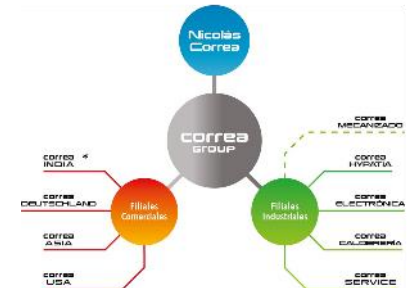 Nicolás
Correa
correa
GROUP
correa
MECANIZADO
correa
INDIA
correa
HYPATIA
correa
DEUTSCHLAND
Filiales
Comerciales
Filiales
Industriales
correa
ELECTRÓNICA
correa
ASIA
correa
CALDERERÍA
correa
USA
correa
SERVICE